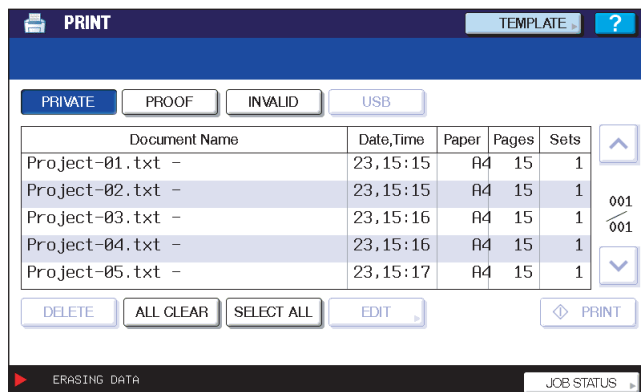 PRINT TEMPLATE ?
PRIVATE PROOF INVALID USB
Document Name Date,Time Paper Pages Sets
Project-01.txt - 23,15:15 A4 15 1
Project-02.txt - 23,15:15 A4 15 1
Project-03.txt - 23,15:16 A4 15 1
Project-04.txt - 23,15:16 A4 15 1
Project-05.txt - 23,15:17 A4 15 1
001
001
DELETE ALL CLEAR SELECT ALL EDIT PRINT
ERASING DATA JOB STATUS